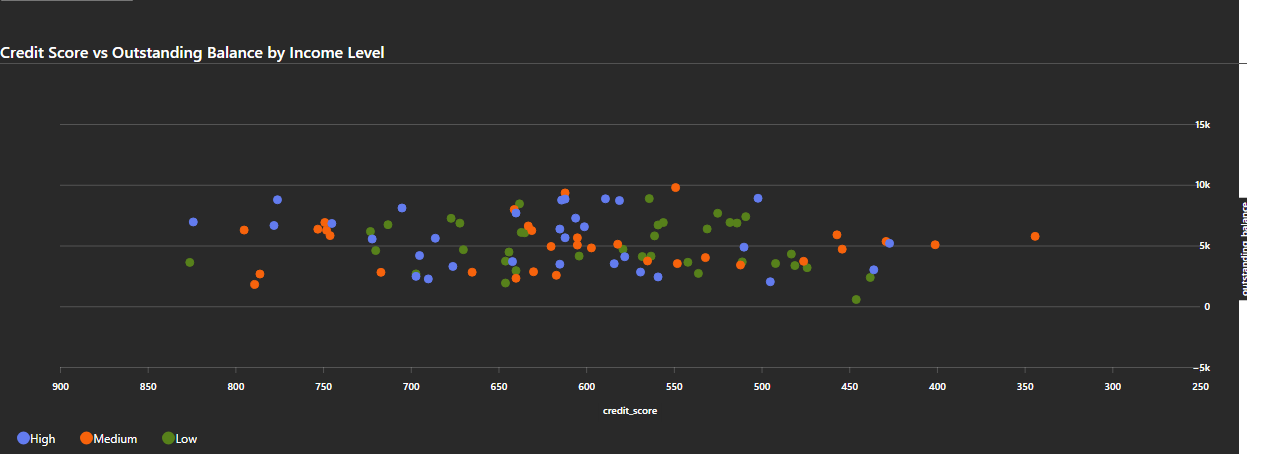 Credit Score vs Outstanding Balance by Income Level
15k
10k
5k
0
−5k
outstanding_balance
900 850 800 750 700 650 600 550 500 450 400 350 300 250
credit_score
High Medium Low